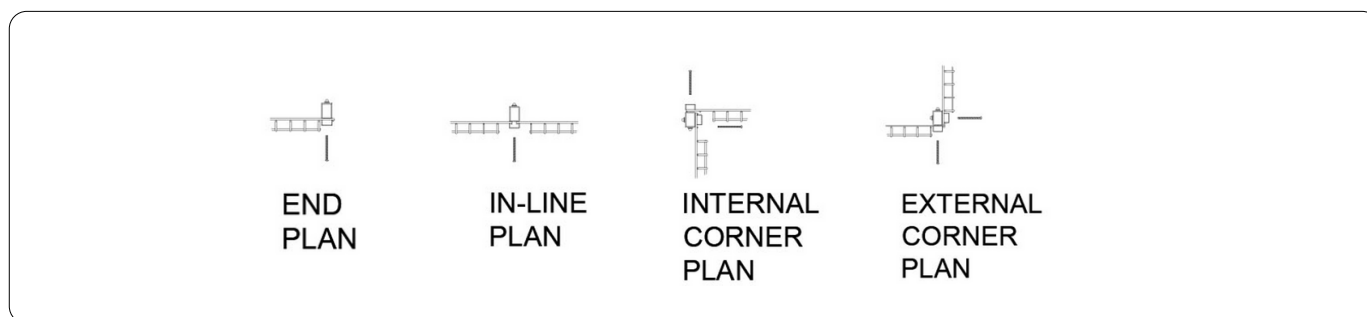 END
PLAN
IN-LINE
PLAN
INTERNAL
CORNER
PLAN
EXTERNAL
CORNER
PLAN